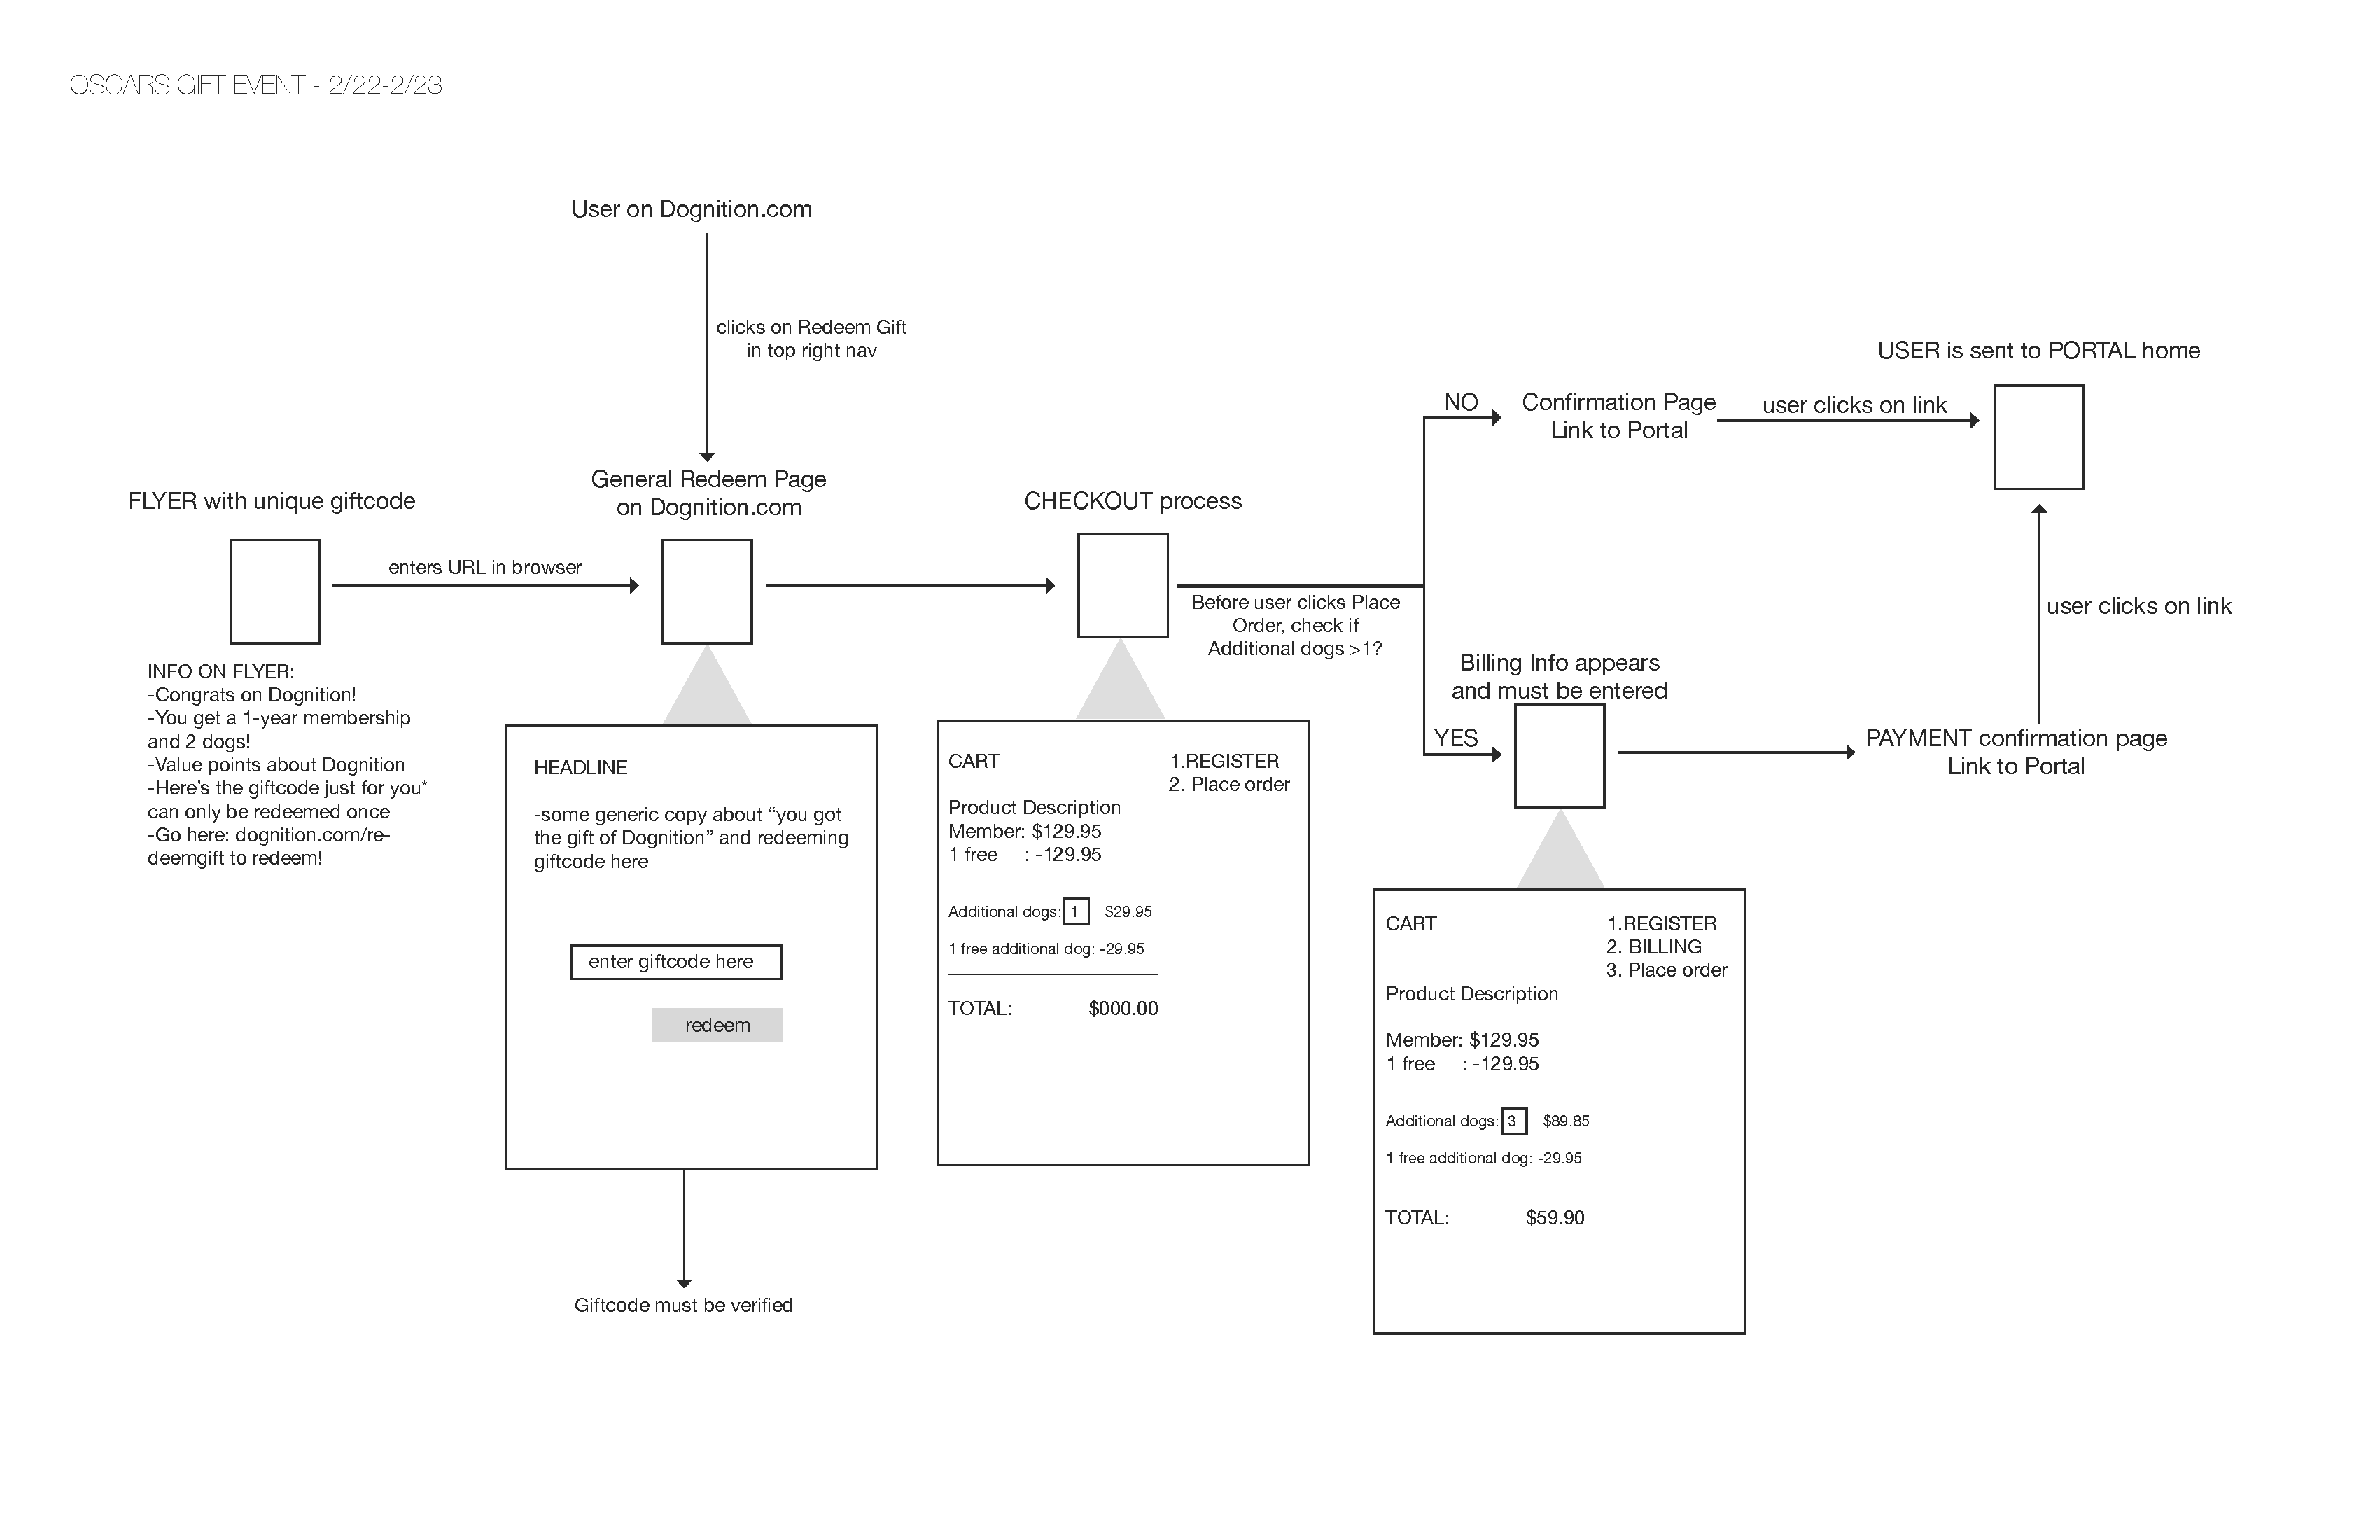 OSCARS GIFT EVENT - 2/22-2/23
User on Dognition.com
clicks on Redeem Gift
in top right nav
FLYER with unique giftcode
enters URL in browser
INFO ON FLYER:
-Congrats on Dognition!
-You get a 1-year membership
and 2 dogs!
-Value points about Dognition
-Here's the giftcode just for you*
can only be redeemed once
-Go here: dognition.com/re-
deemgift to redeem!
General Redeem Page
on Dognition.com
HEADLINE
-some generic copy about “you got
the gift of Dognition” and redeeming
giftcode here
enter giftcode here
redeem
Giftcode must be verified
CHECKOUT process
CART
1.REGISTER
2. Place order
Product Description
Member: $129.95
1 free : -129.95
Additional dogs: 1 $29.95
1 free additional dog: -29.95
TOTAL: $000.00
Before user clicks Place
Order, check if
Additional dogs >1?
NO
Confirmation Page
Link to Portal
user clicks on link
USER is sent to PORTAL home
YES
Billing Info appears
and must be entered
CART
1.REGISTER
2. BILLING
3. Place order
Product Description
Member: $129.95
1 free : -129.95
Additional dogs: 3 $89.85
1 free additional dog: -29.95
TOTAL: $59.90
PAYMENT confirmation page
Link to Portal
user clicks on link